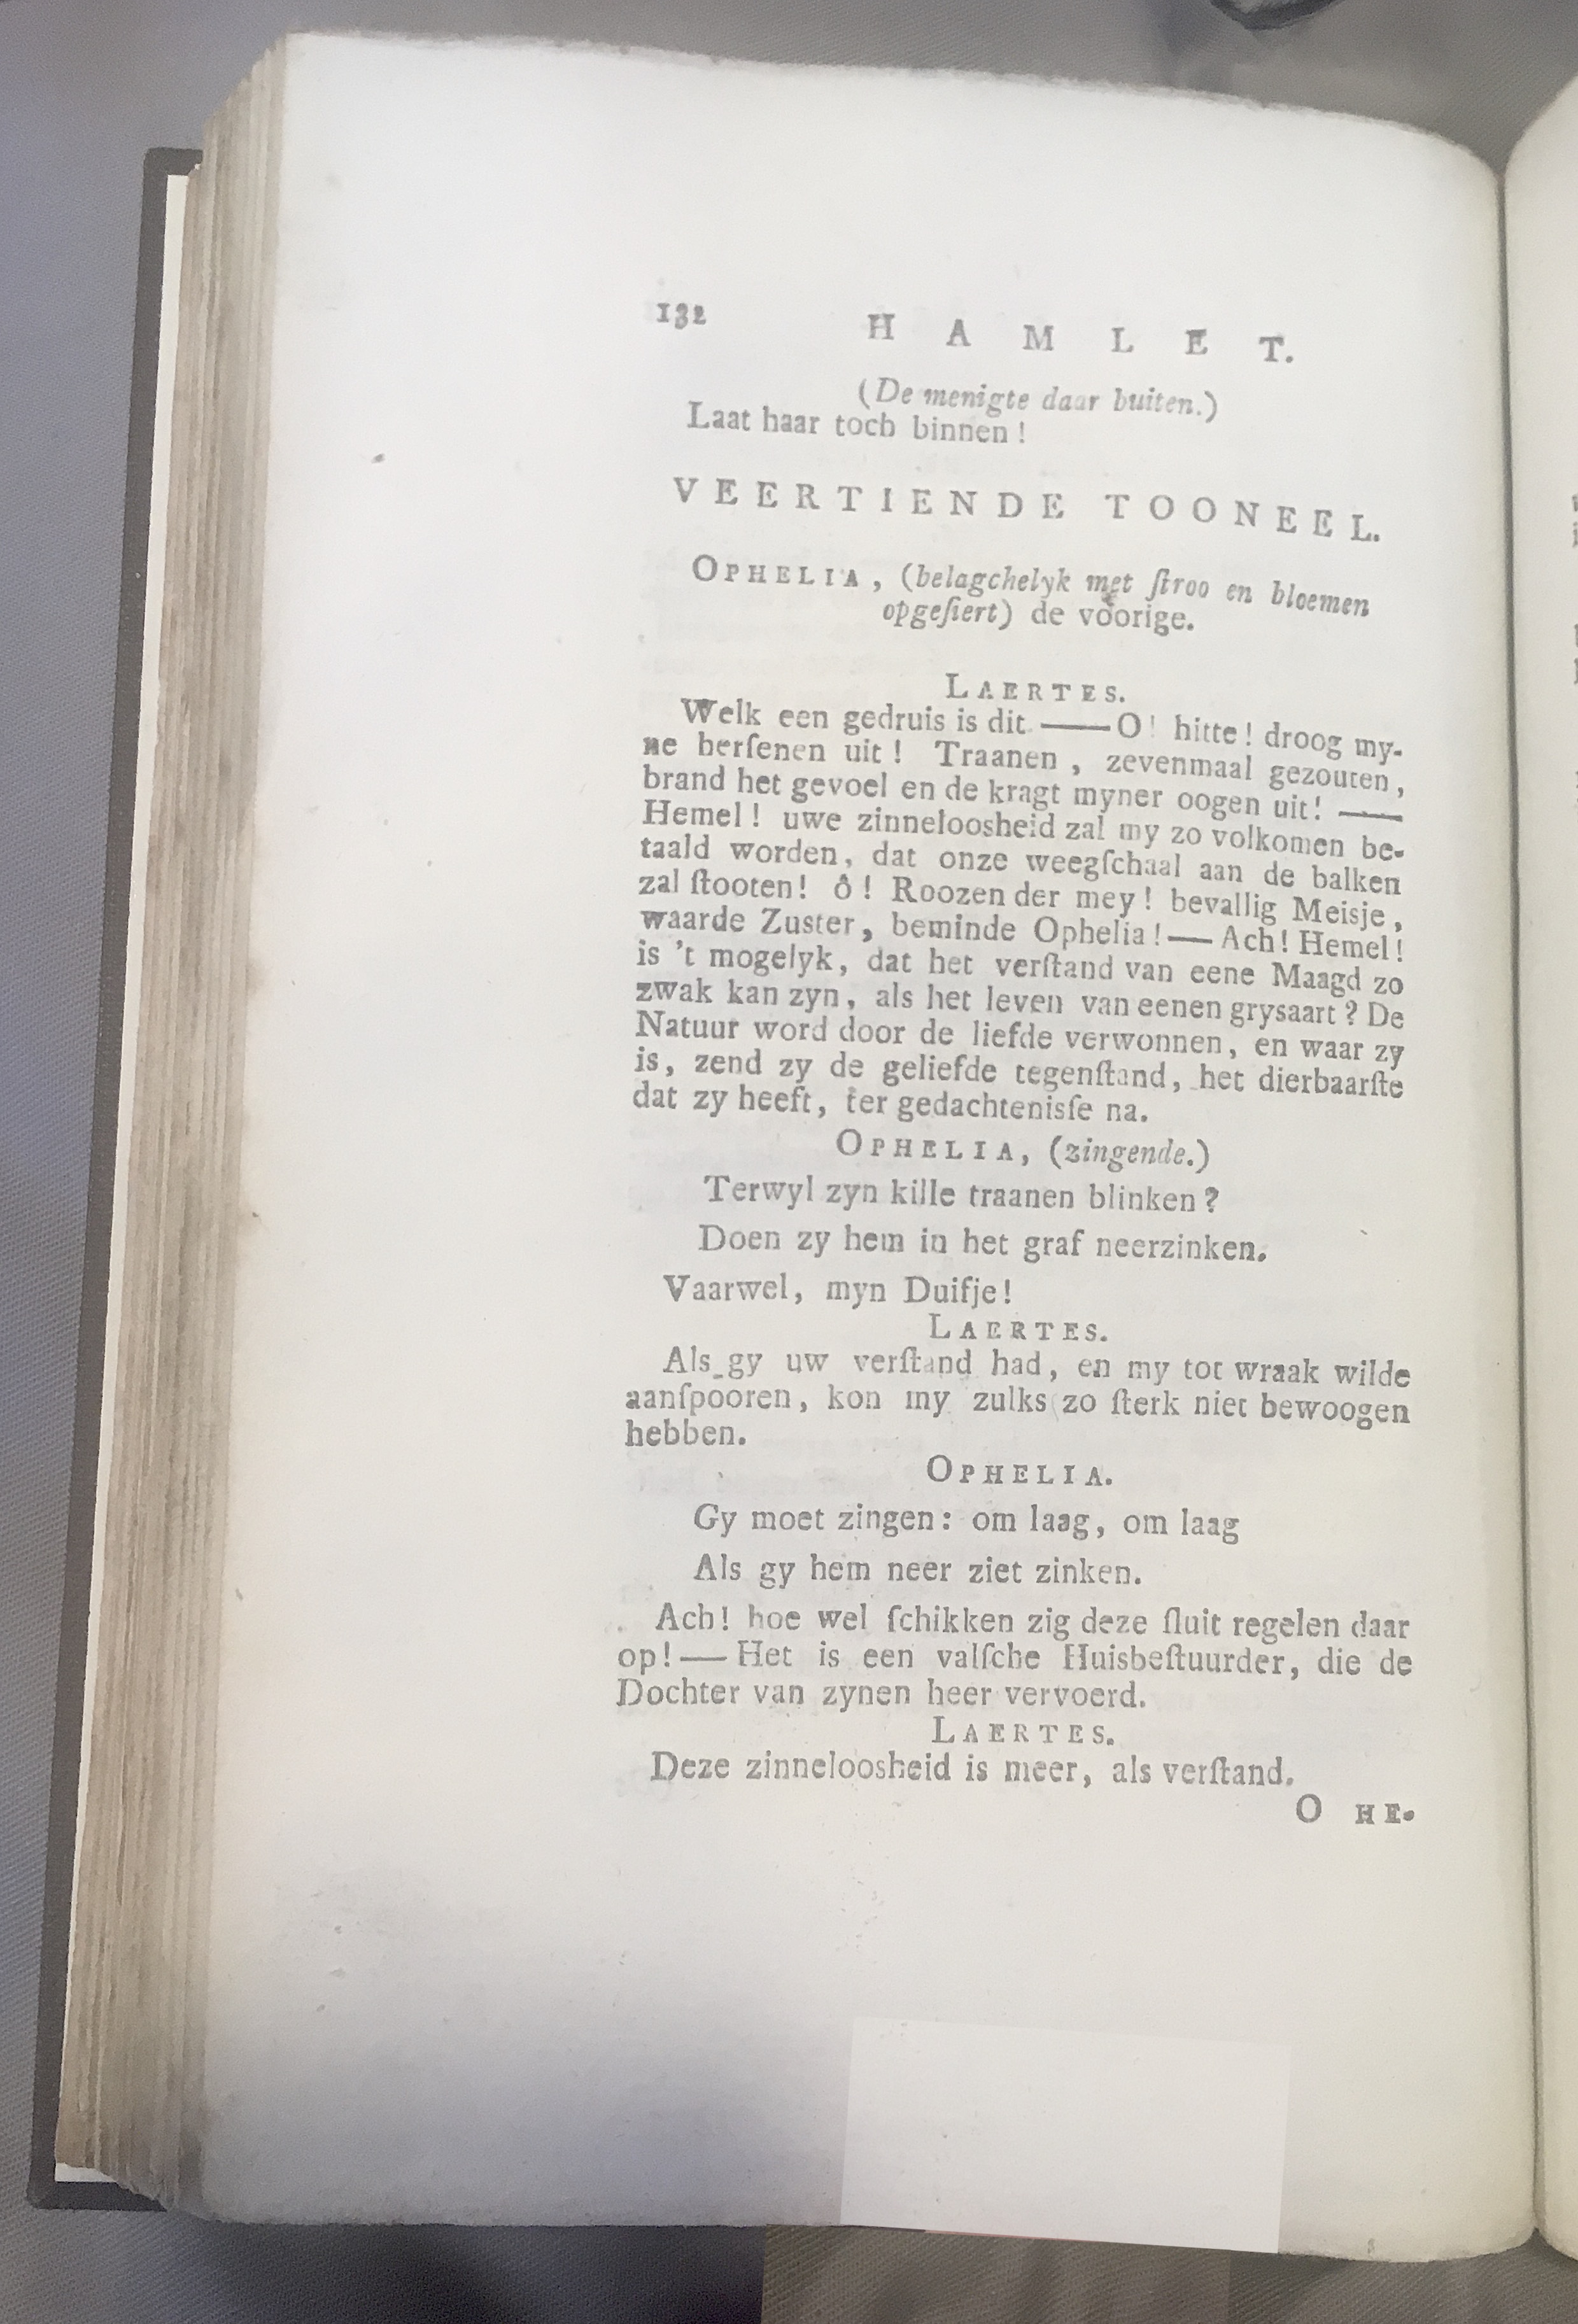 132 HAMLET.
(De menigte daar buiten.)
Laat haar toch binnen!
VEERTIENDE TOONEEL.
OPHELIA, (belagchelyk met ſtroo en bloemen
opgeſiert) de voorige.
LAERTES.
Welk een gedruis is dit —— O! hitte! droog my-
ne herſenen uit! Traanen, zevenmaal gezouten,
brand het gevoel en de kragt myner oogen uit! ——
Hemel! uwe zinneloosheid zal my zo volkomen be-
taald worden, dat onze weegſchaal aan de balken
zal ſtooten! ô! Roozen der mey! bevallig Meisje,
waarde Zuster, beminde Ophelia! — Ach! Hemel!
is 't mogelyk, dat het verſtand van eene Maagd zo
zwak kan zyn, als het leven van eenen grysaart? De
Natuur word door de liefde verwonnen, en waar zy
is, zend zy de geliefde tegenſtand, het dierbaarſte
dat zy heeft, ter gedachtenisſe na.
OPHELIA, (zingende.)
Terwyl zyn kille traanen blinken?
Doen zy hem in het graf neerzinken.
Vaarwel, myn Duifje!
LAERTES.
Als gy uw verſtand had, en my tot wraak wilde
aanſpooren, kon my zulks zo ſterk niet bewoogen
hebben.
OPHELIA.
Gy moet zingen: om laag, om laag
Als gy hem neer ziet zinken.
Ach! hoe wel ſchikken zig deze ſluit regelen daar
op! — Het is een valſche Huisbeſtuurder, die de
Dochter van zynen heer vervoerd.
LAERTES.
Deze zinneloosheid is meer, als verſtand.
O HE-